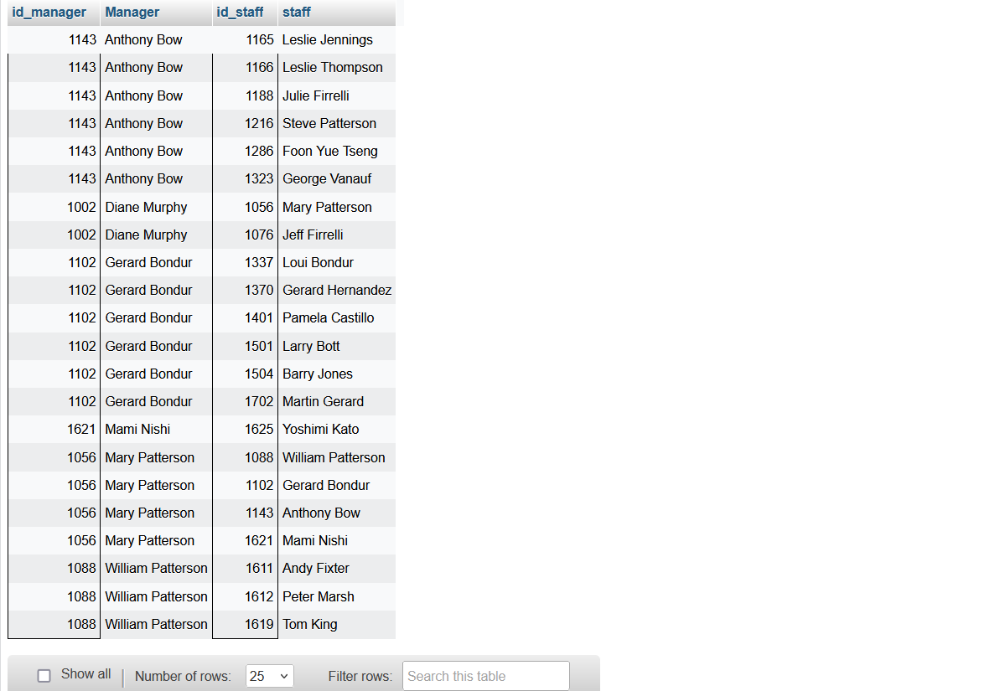 id_manager Manager id_staff staff
1143 Anthony Bow 1165 Leslie Jennings
1143 Anthony Bow 1166 Leslie Thompson
1143 Anthony Bow 1188 Julie Firrelli
1143 Anthony Bow 1216 Steve Patterson
1143 Anthony Bow 1286 Foon Yue Tseng
1143 Anthony Bow 1323 George Vanauf
1002 Diane Murphy 1056 Mary Patterson
1002 Diane Murphy 1076 Jeff Firrelli
1102 Gerard Bondur 1337 Loui Bondur
1102 Gerard Bondur 1370 Gerard Hernandez
1102 Gerard Bondur 1401 Pamela Castillo
1102 Gerard Bondur 1501 Larry Bott
1102 Gerard Bondur 1504 Barry Jones
1102 Gerard Bondur 1702 Martin Gerard
1621 Mami Nishi 1625 Yoshimi Kato
1056 Mary Patterson 1088 William Patterson
1056 Mary Patterson 1102 Gerard Bondur
1056 Mary Patterson 1143 Anthony Bow
1056 Mary Patterson 1621 Mami Nishi
1088 William Patterson 1611 Andy Fixter
1088 William Patterson 1612 Peter Marsh
1088 William Patterson 1619 Tom King
Show all Number of rows: 25 Filter rows: Search this table